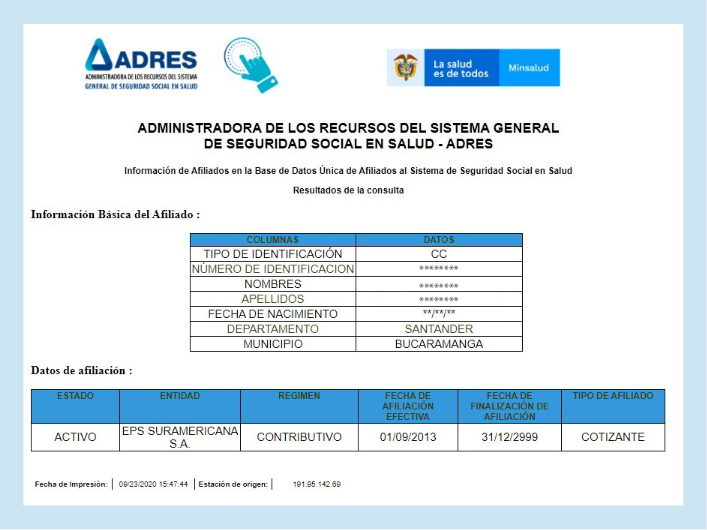 ADRES
ADMINISTRADORA DE LOS RECURSOS DEL SISTEMA
GENERAL DE SEGURIDAD SOCIAL EN SALUD
La salud
es de todos
Minsalud
ADMINISTRADORA DE LOS RECURSOS DEL SISTEMA GENERAL
DE SEGURIDAD SOCIAL EN SALUD - ADRES
Información de Afiliados en la Base de Datos Única de Afiliados al Sistema de Seguridad Social en Salud
Resultados de la consulta
Información Básica del Afiliado :
COLUMNAS DATOS
TIPO DE IDENTIFICACIÓN CC
NÚMERO DE IDENTIFICACION ********
NOMBRES ********
APELLIDOS ********
FECHA DE NACIMIENTO **/**/**
DEPARTAMENTO SANTANDER
MUNICIPIO BUCARAMANGA
Datos de afiliación :
ESTADO ENTIDAD REGIMEN FECHA DE AFILIACIÓN EFECTIVA FECHA DE FINALIZACIÓN DE AFILIACIÓN TIPO DE AFILIADO
ACTIVO EPS SURAMERICANA S.A. CONTRIBUTIVO 01/09/2013 31/12/2999 COTIZANTE
Fecha de Impresión: 09/23/2020 15:47:44 Estación de origen: 191.95.142.69